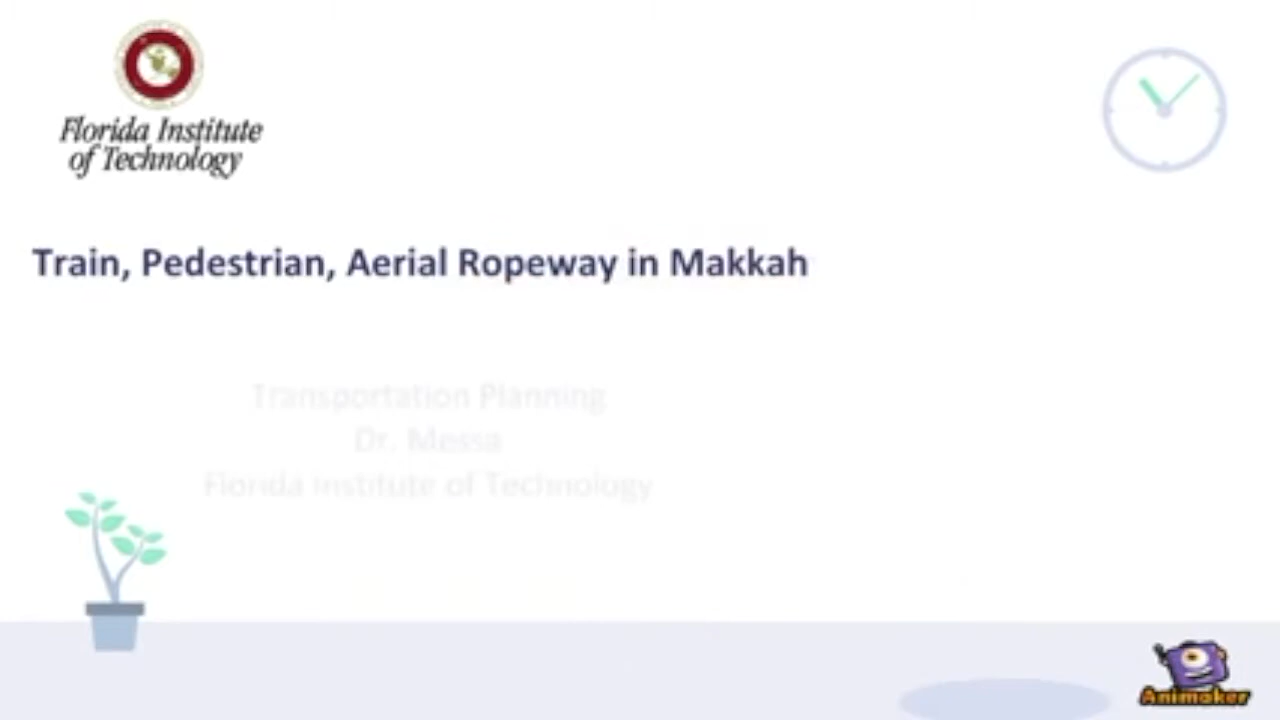 Florida Institute
of Technology
Train, Pedestrian, Aerial Ropeway in Makkah
Transportation Planning
Dr. Messa
Florida Institute of Technology
Animaker